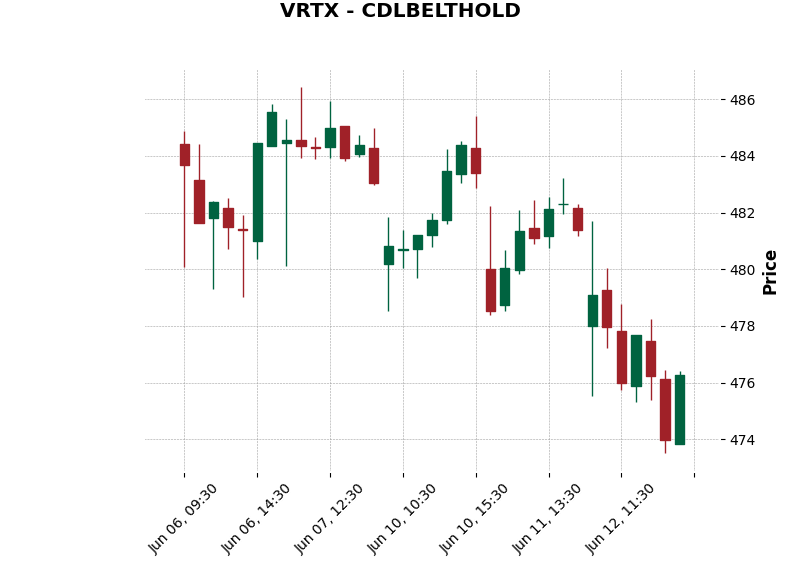 VRTX - CDLBELTHOLD
486
484
482
480
478
476
474
Price
Jun 06, 09:30
Jun 06, 14:30
Jun 07, 12:30
Jun 10, 10:30
Jun 10, 15:30
Jun 11, 13:30
Jun 12, 11:30